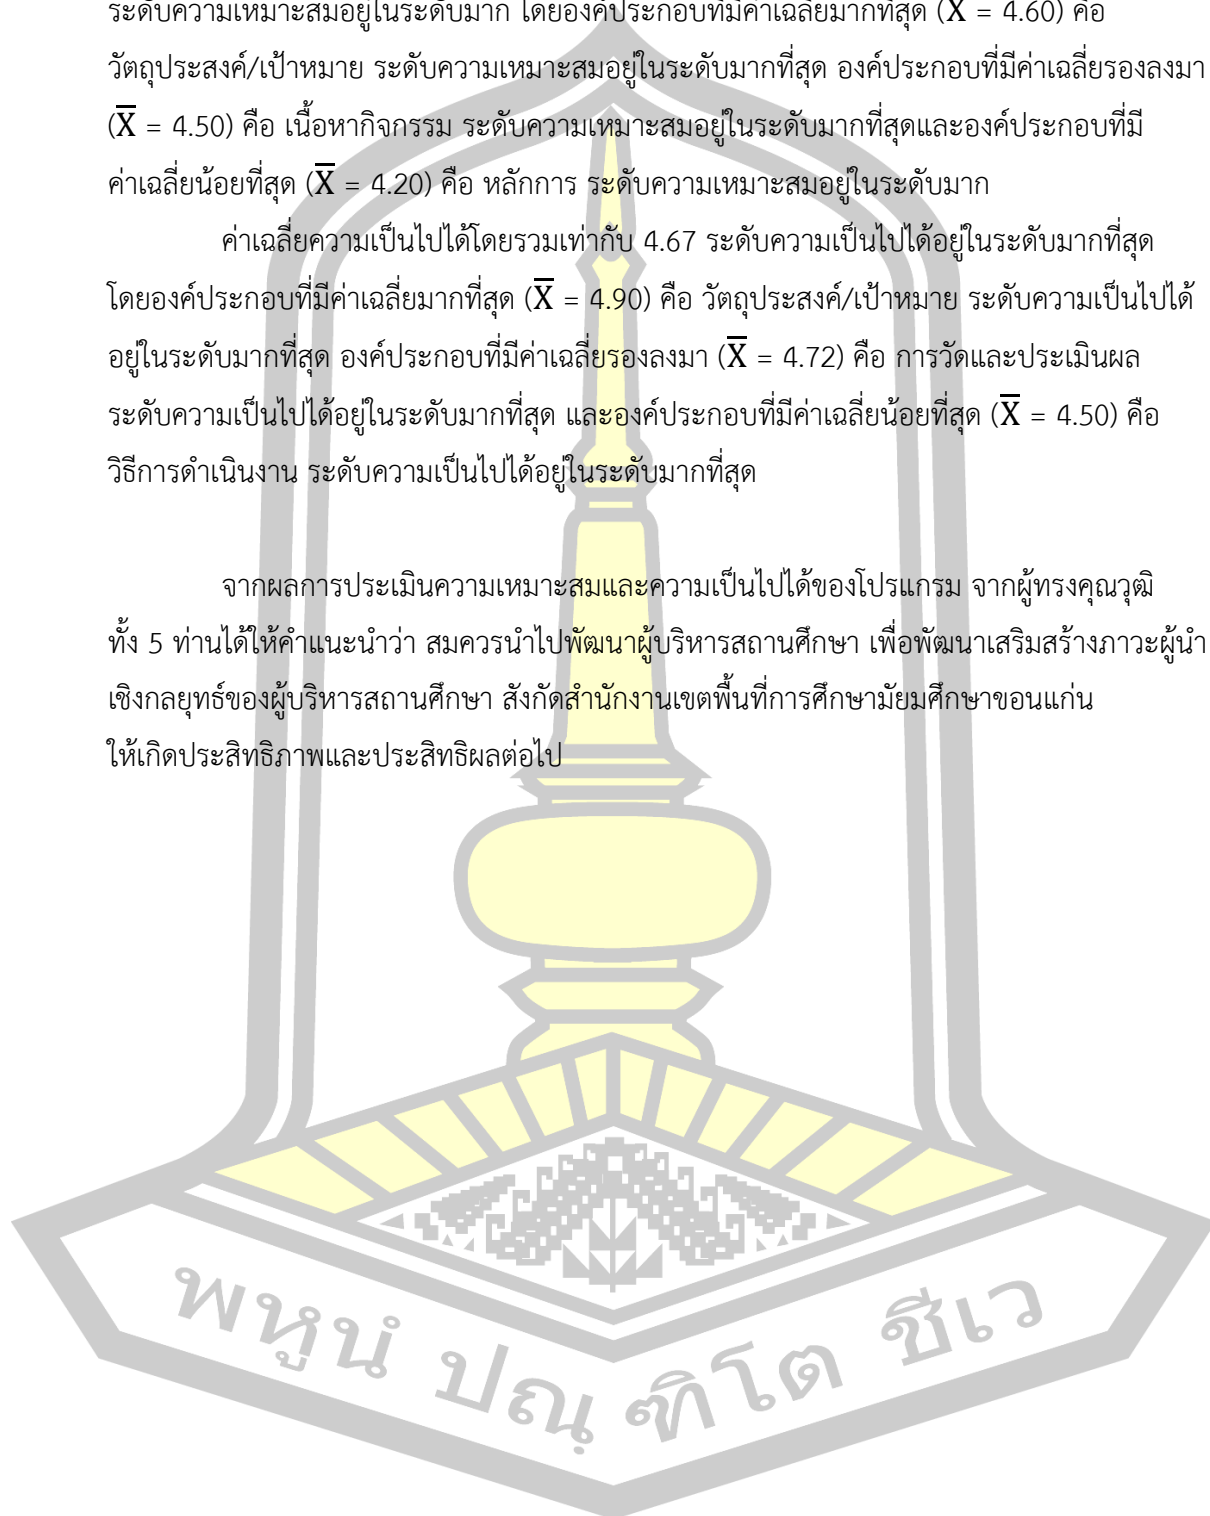 ระดับความเหมาะสมอยู่ในระดับมาก โดยองค์ประกอบที่มีค่าเฉลี่ยมากที่สุด (X̅ = 4.60) คือ
วัตถุประสงค์/เป้าหมาย ระดับความเหมาะสมอยู่ในระดับมากที่สุด องค์ประกอบที่มีค่าเฉลี่ยรองลงมา
(X̅ = 4.50) คือ เนื้อหากิจกรรม ระดับความเหมาะสมอยู่ในระดับมากที่สุดและองค์ประกอบที่มี
ค่าเฉลี่ยน้อยที่สุด (X̅ = 4.20) คือ หลักการ ระดับความเหมาะสมอยู่ในระดับมาก
ค่าเฉลี่ยความเป็นไปได้โดยรวมเท่ากับ 4.67 ระดับความเป็นไปได้อยู่ในระดับมากที่สุด
โดยองค์ประกอบที่มีค่าเฉลี่ยมากที่สุด (X̅ = 4.90) คือ วัตถุประสงค์/เป้าหมาย ระดับความเป็นไปได้
อยู่ในระดับมากที่สุด องค์ประกอบที่มีค่าเฉลี่ยรองลงมา (X̅ = 4.72) คือ การวัดและประเมินผล
ระดับความเป็นไปได้อยู่ในระดับมากที่สุด และองค์ประกอบที่มีค่าเฉลี่ยน้อยที่สุด (X̅ = 4.50) คือ
วิธีการดำเนินงาน ระดับความเป็นไปได้อยู่ในระดับมากที่สุด
จากผลการประเมินความเหมาะสมและความเป็นไปได้ของโปรแกรม จากผู้ทรงคุณวุฒิ
ทั้ง 5 ท่านได้ให้คำแนะนำว่า สมควรนำไปพัฒนาผู้บริหารสถานศึกษา เพื่อพัฒนาเสริมสร้างภาวะผู้นำ
เชิงกลยุทธ์ของผู้บริหารสถานศึกษา สังกัดสำนักงานเขตพื้นที่การศึกษามัยมศึกษาขอนแก่น
ให้เกิดประสิทธิภาพและประสิทธิผลต่อไป
พหูนํ ปณฺ ฑิโต ชีเว